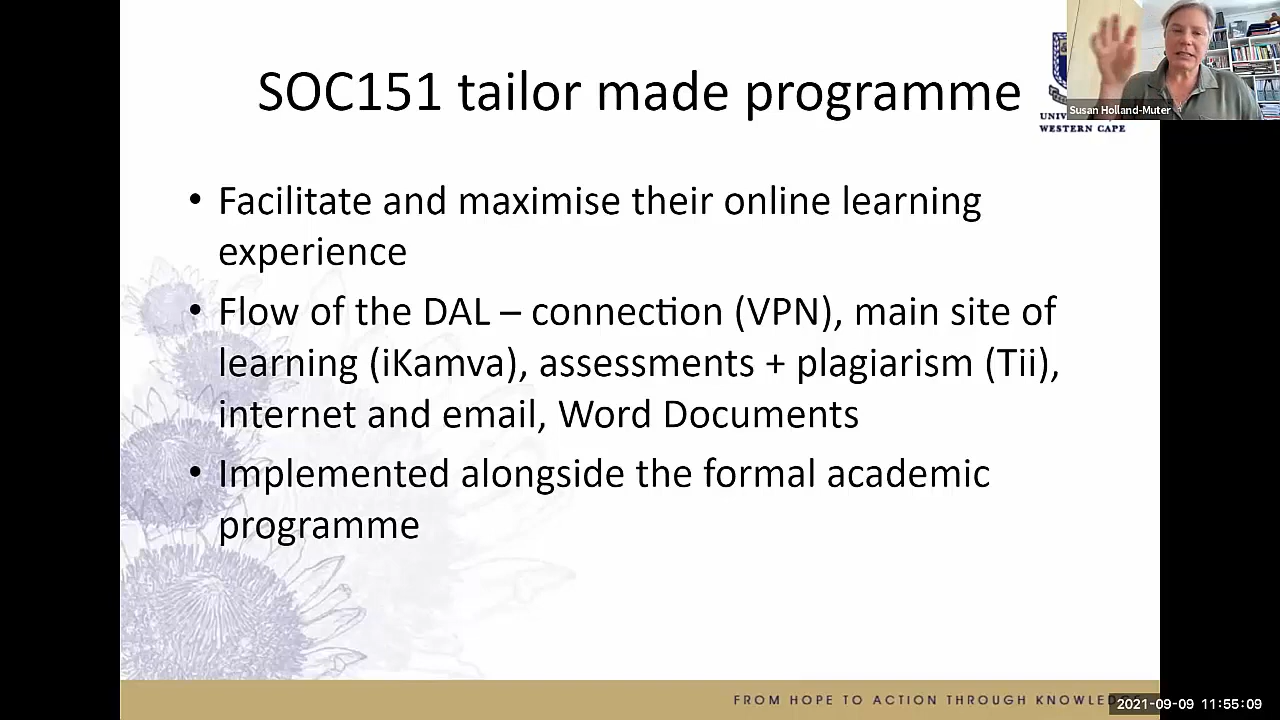 SOC151 tailor made programme
Susan Holland-Muter
UNIV
WESTERN CAPE
• Facilitate and maximise their online learning
experience
• Flow of the DAL – connection (VPN), main site of
learning (iKamva), assessments + plagiarism (Tii),
internet and email, Word Documents
• Implemented alongside the formal academic
programme
FROM HOPE TO ACTION THROUGH KNOWLEDGE
2021-09-09 11:55:09